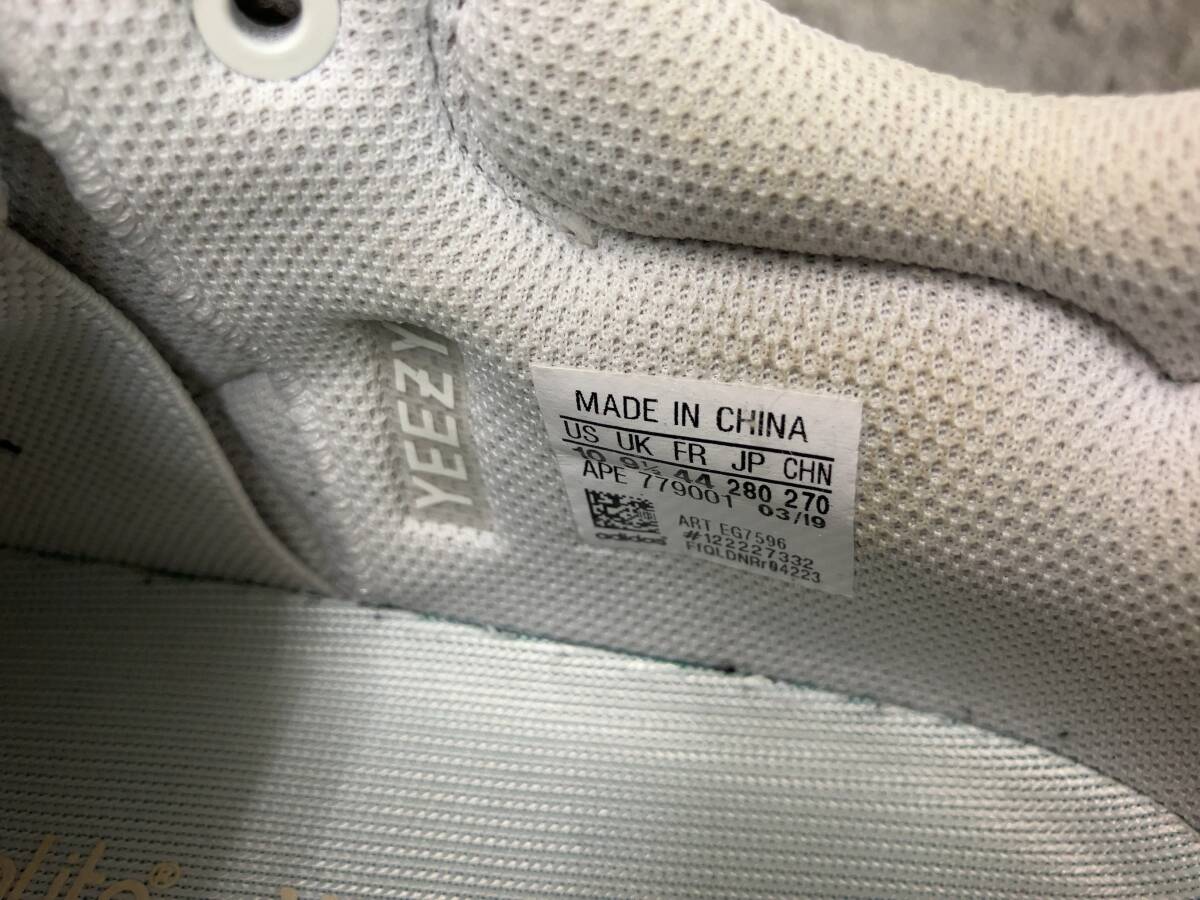 YEEZY
MADE IN CHINA
US UK FR JP CHN
10 9½ 44 280 270
APE 779001 03/19
ART EG7596
#122227332
FfQLDNRr04223
adidas